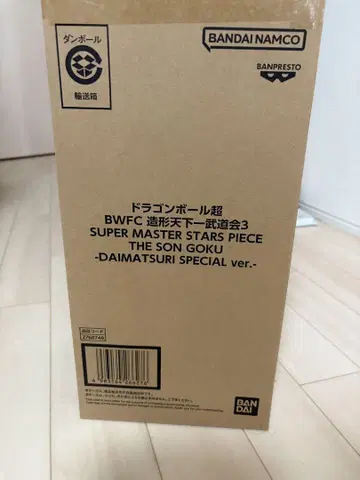 ダンボール
輸送箱
BANDAI NAMCO
BANPRESTO
ドラゴンボール超
BWFC 造形天下一武道会3
SUPER MASTER STARS PIECE
THE SON GOKU
-DAIMATSURI SPECIAL ver.-
BAN
DAI